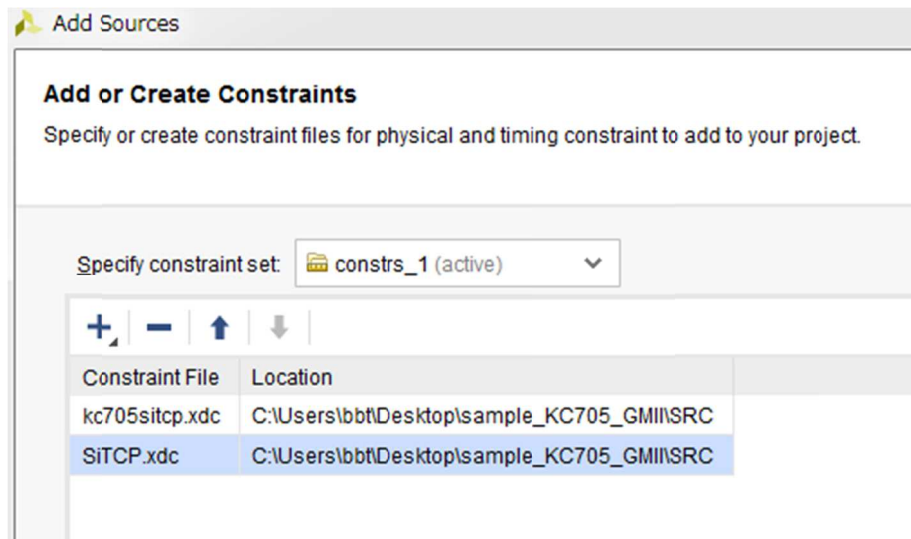 Add Sources
Add or Create Constraints
Specify or create constraint files for physical and timing constraint to add to your project.
Specify constraint set: constrs_1 (active)
Constraint File Location
kc705sitcp.xdc C:\Users\bbt\Desktop\sample_KC705_GMII\SRC
SiTCP.xdc C:\Users\bbt\Desktop\sample_KC705_GMII\SRC